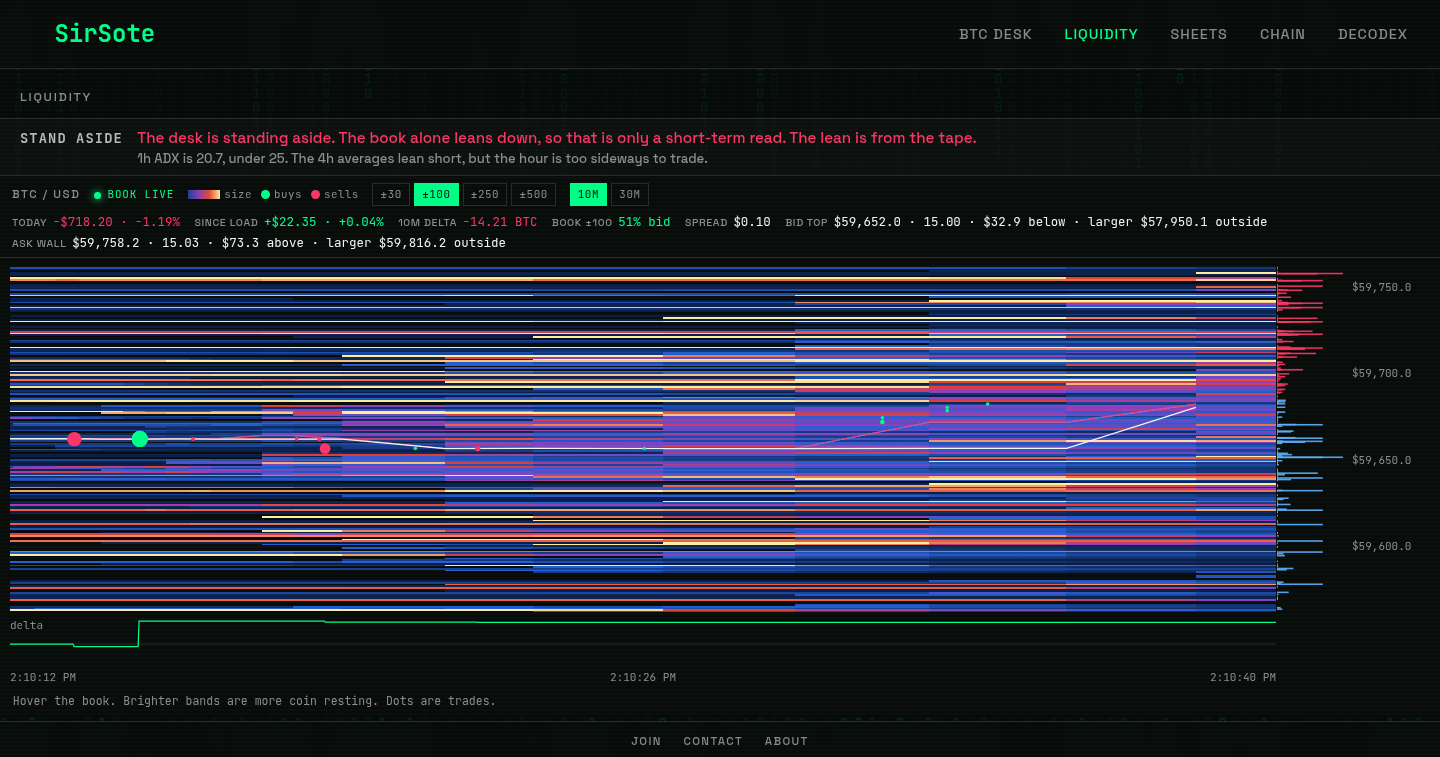 SirSote
BTC DESK LIQUIDITY SHEETS CHAIN DECODEX
LIQUIDITY
STAND ASIDE The desk is standing aside. The book alone leans down, so that is only a short-term read. The lean is from the tape.
1h ADX is 20.7, under 25. The 4h averages lean short, but the hour is too sideways to trade.
BTC / USD BOOK LIVE size buys sells ±30 ±100 ±250 ±500 10M 30M
TODAY -$718.20 · -1.19% SINCE LOAD +$22.35 · +0.04% 10M DELTA -14.21 BTC BOOK ±100 51% bid SPREAD $0.10 BID TOP $59,652.0 · 15.00 · $32.9 below · larger $57,950.1 outside
ASK WALL $59,758.2 · 15.03 · $73.3 above · larger $59,816.2 outside
$59,750.0
$59,700.0
$59,650.0
$59,600.0
delta
2:10:12 PM 2:10:26 PM 2:10:40 PM
Hover the book. Brighter bands are more coin resting. Dots are trades.
JOIN CONTACT ABOUT